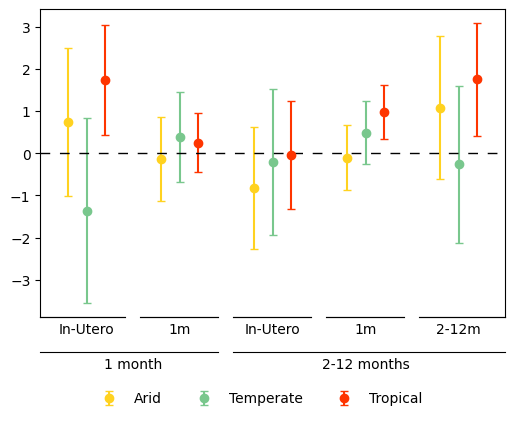 3
2
1
0
−1
−2
−3
In-Utero 1m In-Utero 1m 2-12m
1 month 2-12 months
Arid Temperate Tropical